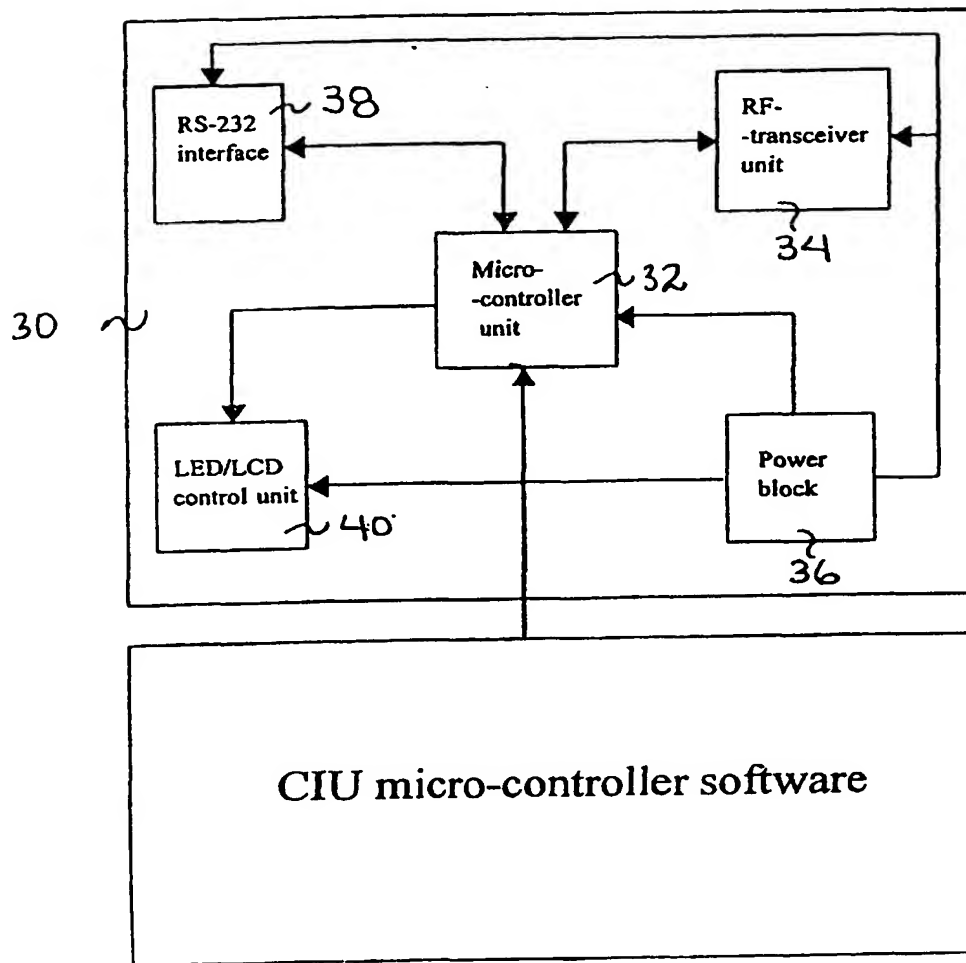 RS-232
interface
38
RF-
-transceiver
unit
34
Micro-
-controller
unit
32
30
LED/LCD
control unit
40
Power
block
36
CIU micro-controller software